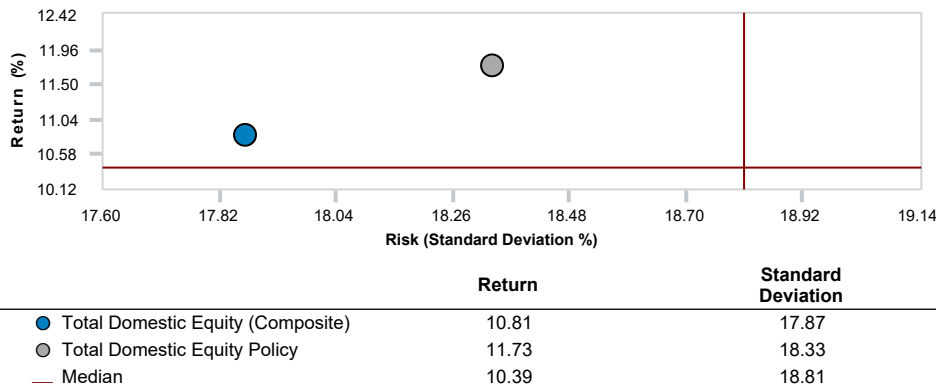 12.42
11.96
11.50
11.04
10.58
10.12
Return (%)
17.60 17.82 18.04 18.26 18.48 18.70 18.92 19.14
Risk (Standard Deviation %)
Return Standard Deviation
Total Domestic Equity (Composite) 10.81 17.87
Total Domestic Equity Policy 11.73 18.33
Median 10.39 18.81